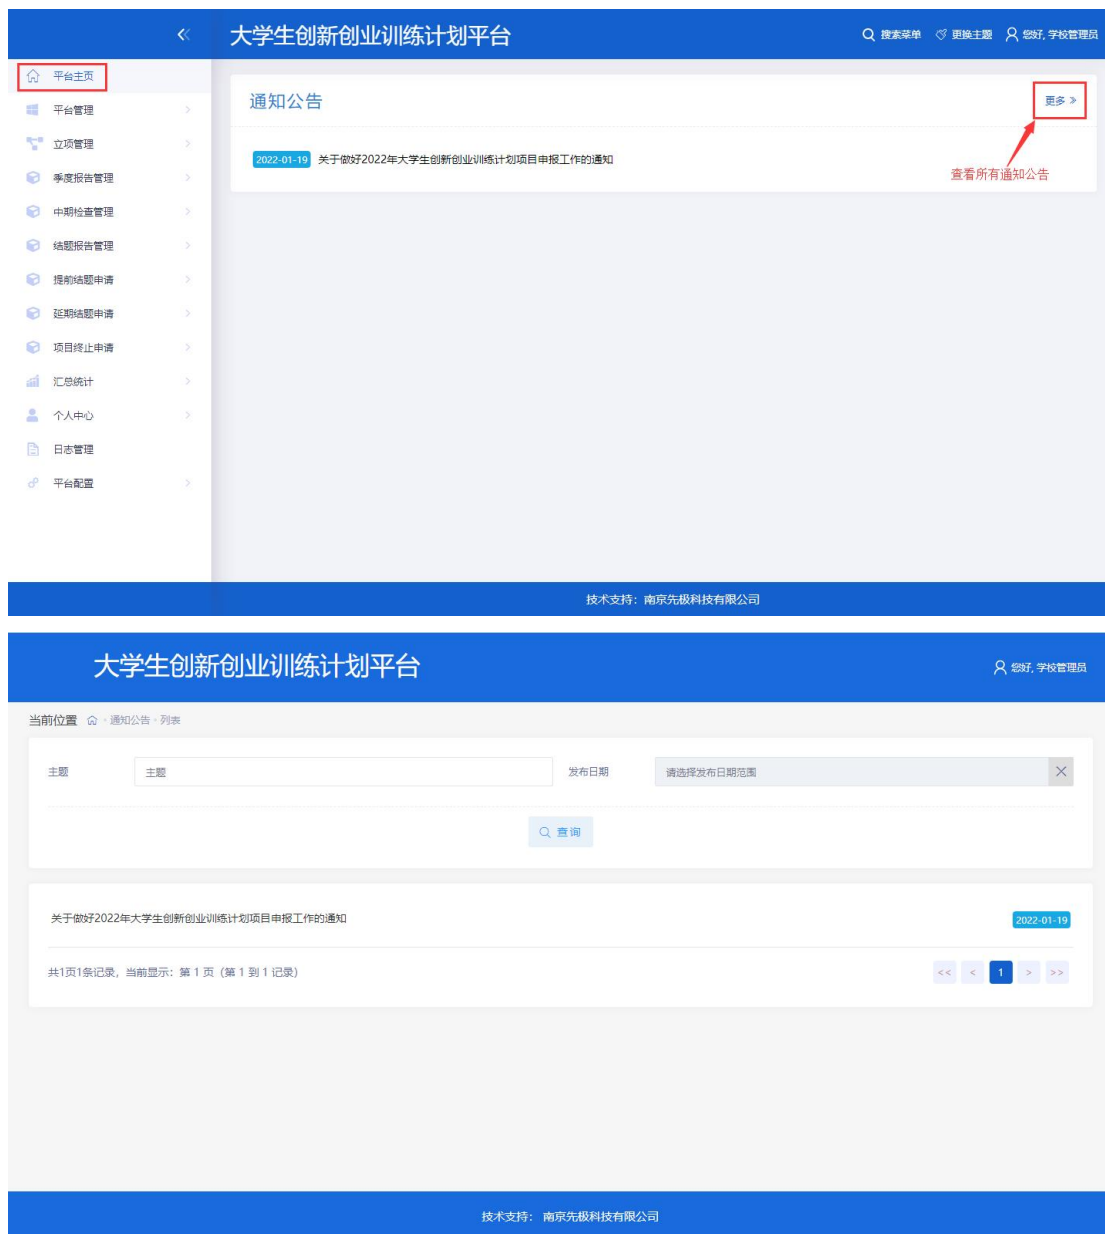 大学生创新创业训练计划平台
搜索菜单 更换主题 您好, 学校管理员
平台主页
平台管理
立项管理
季度报告管理
中期检查管理
结题报告管理
提前结题申请
延期结题申请
项目终止申请
汇总统计
个人中心
日志管理
平台配置
通知公告
更多 »
2022-01-19 关于做好2022年大学生创新创业训练计划项目申报工作的通知
查看所有通知公告
技术支持：南京先极科技有限公司
大学生创新创业训练计划平台
您好, 学校管理员
当前位置 通知公告 列表
主题 主题 发布日期 请选择发布日期范围
查询
关于做好2022年大学生创新创业训练计划项目申报工作的通知 2022-01-19
共1页1条记录, 当前显示：第 1 页（第 1 到 1 记录） << < 1 > >>
技术支持： 南京先极科技有限公司